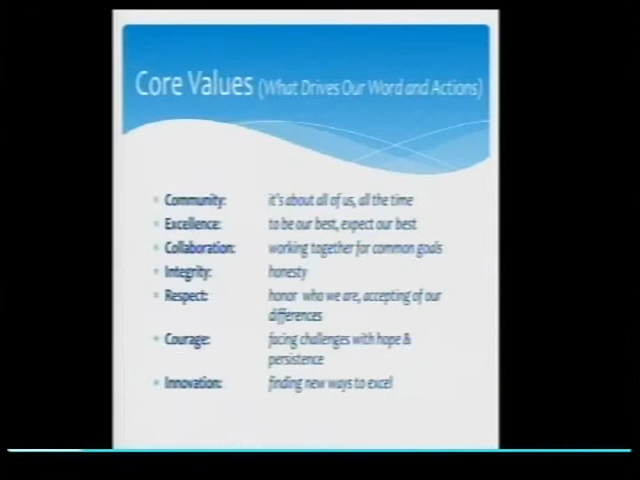 Core Values (What Drives Our Word and Actions)
Community: it's about all of us, all the time
Excellence: to be our best, expect our best
Collaboration: working together for common goals
Integrity: honesty
Respect: honor who we are, accepting of our
differences
Courage: facing challenges with hope &
persistence
Innovation: finding new ways to excel